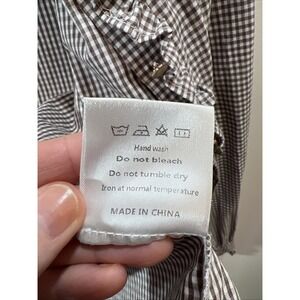 Hand wash
Do not bleach
Do not tumble dry
Iron at normal temperature
MADE IN CHINA